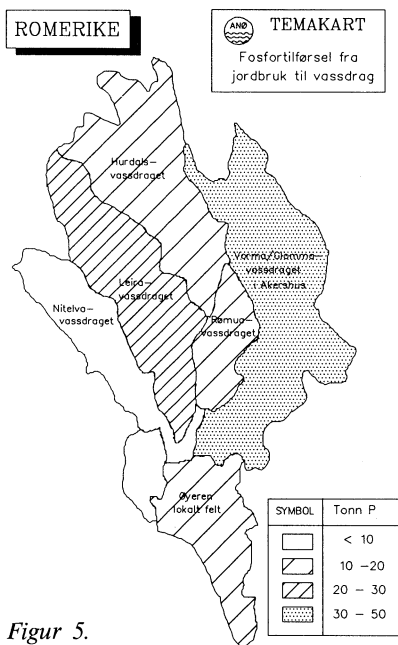 ROMERIKE
ANØ
TEMAKART
Fosfortilførsel fra
jordbruk til vassdrag
Hurdals-
vassdraget
Vorma/Glomma-
vassdraget
i Akershus
Leira-
vassdraget
Nitelva-
vassdraget
Rømua-
vassdraget
Øyeren
lokalt felt
SYMBOL Tonn P
< 10
10 -20
20 - 30
30 - 50
Figur 5.